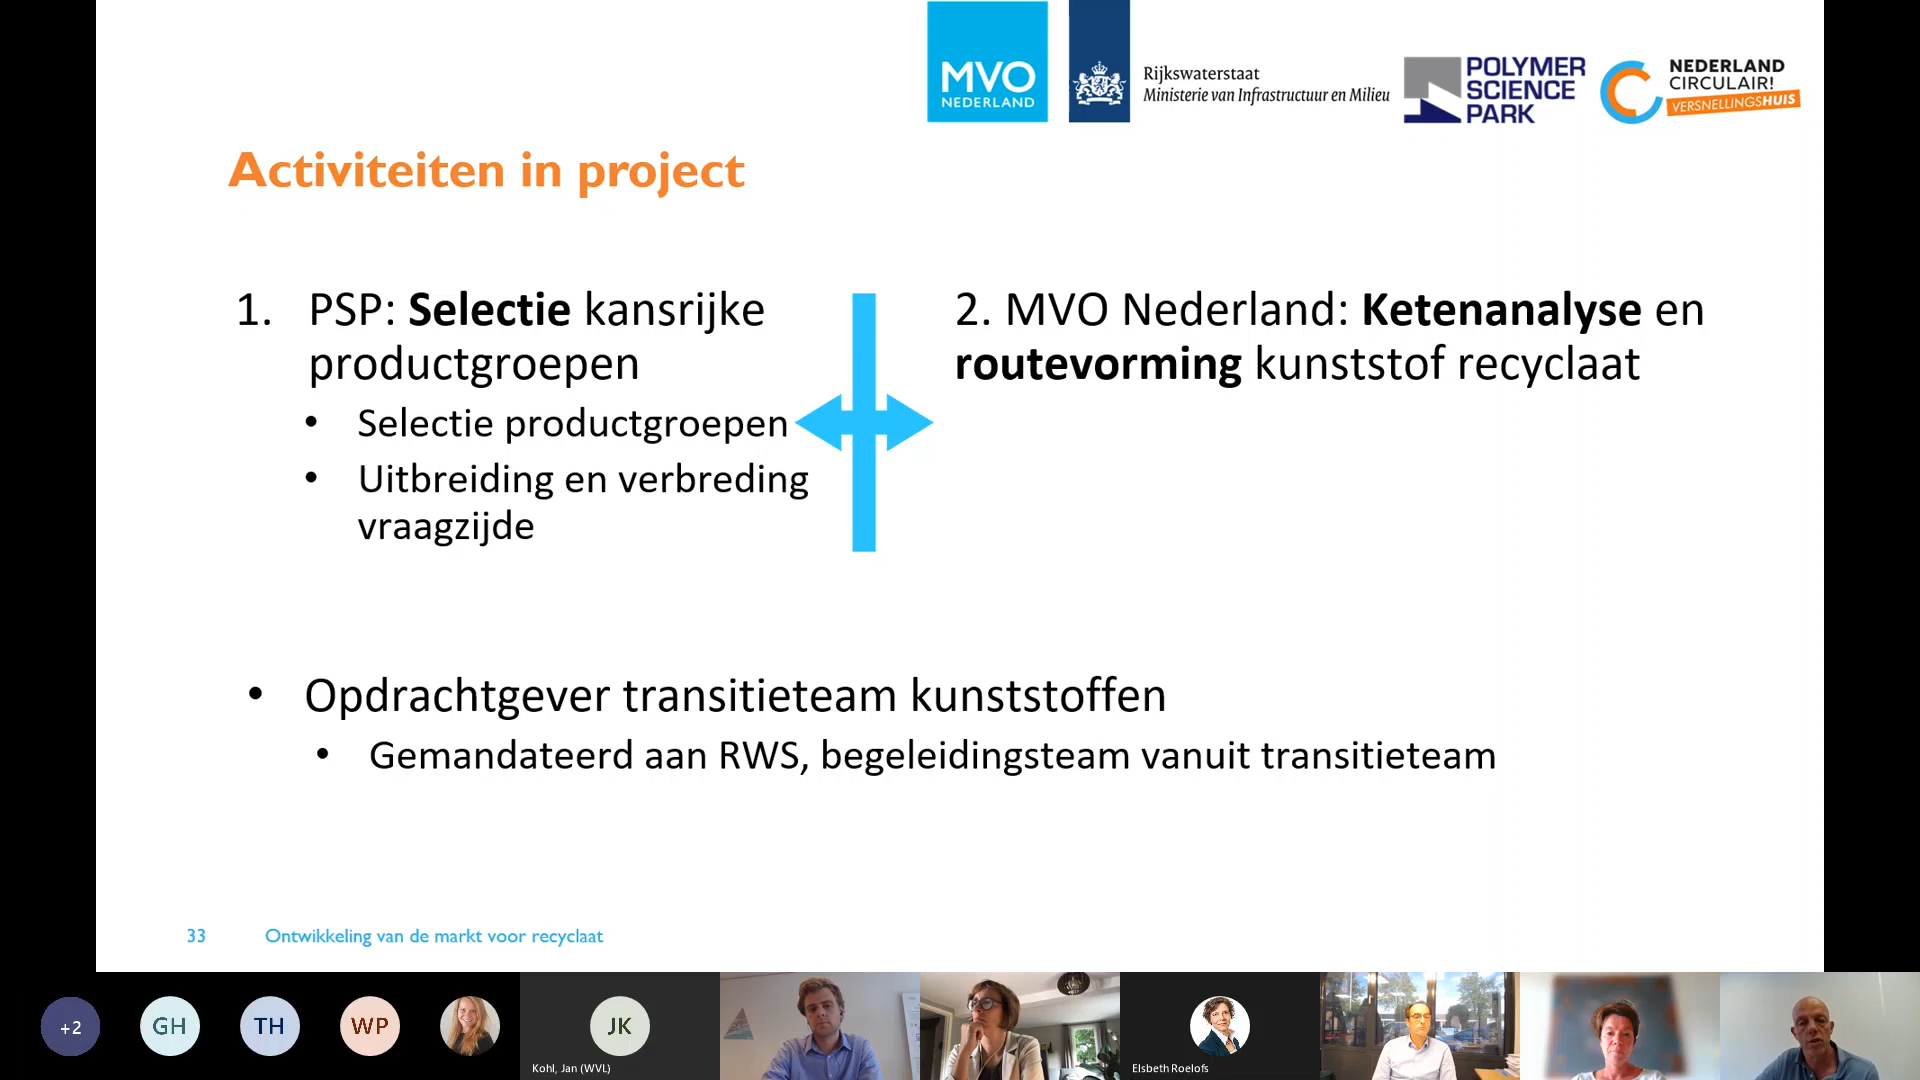 MVO
NEDERLAND
Rijkswaterstaat
Ministerie van Infrastructuur en Milieu
POLYMER
SCIENCE
PARK
NEDERLAND
CIRCULAIR!
VERSNELLINGSHUIS
Activiteiten in project
1. PSP: Selectie kansrijke
productgroepen
• Selectie productgroepen
• Uitbreiding en verbreding
vraagzijde
2. MVO Nederland: Ketenanalyse en
routevorming kunststof recyclaat
• Opdrachtgever transitieteam kunststoffen
• Gemandateerd aan RWS, begeleidingsteam vanuit transitieteam
33 Ontwikkeling van de markt voor recyclaat
+2
GH
TH
WP
JK
Kohl, Jan (WVL)
Elsbeth Roelofs